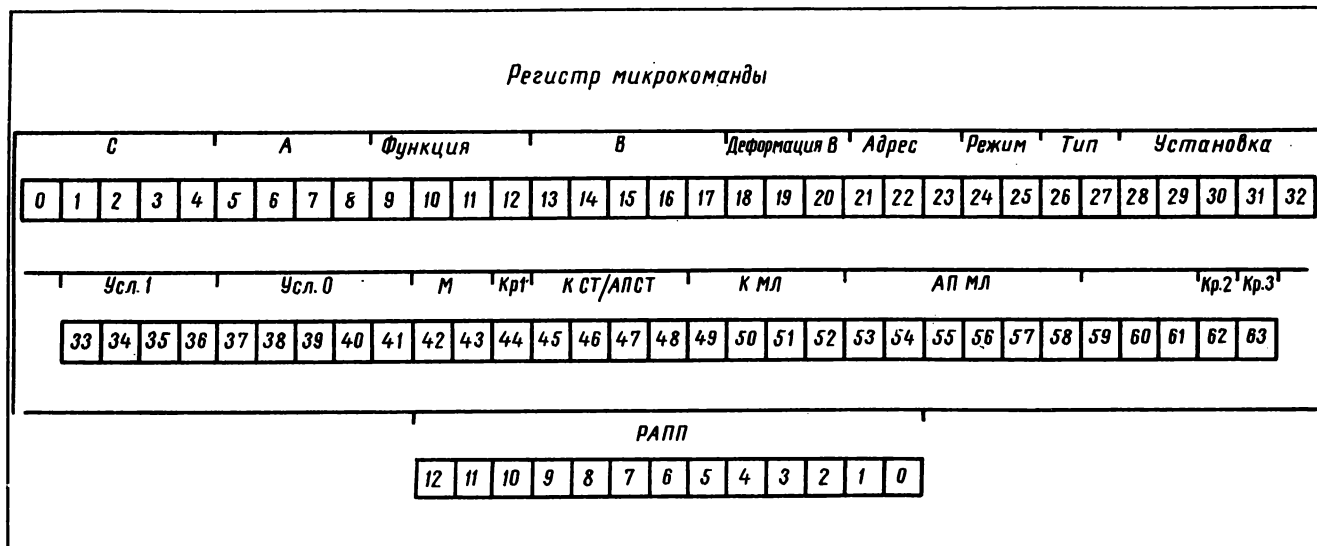 Регистр микрокоманды
С А Функция В Деформация В Адрес Режим Тип Установка
0 1 2 3 4 5 6 7 8 9 10 11 12 13 14 15 16 17 18 19 20 21 22 23 24 25 26 27 28 29 30 31 32
Усл. 1 Усл. 0 М Кр1 К СТ/АПСТ К МЛ АП МЛ Кр.2 Кр.3
33 34 35 36 37 38 39 40 41 42 43 44 45 46 47 48 49 50 51 52 53 54 55 56 57 58 59 60 61 62 63
РАПП
12 11 10 9 8 7 6 5 4 3 2 1 0